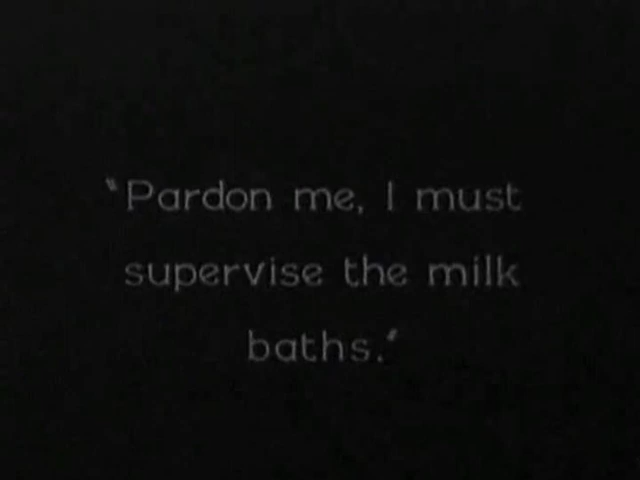 “Pardon me, I must
supervise the milk
baths.”